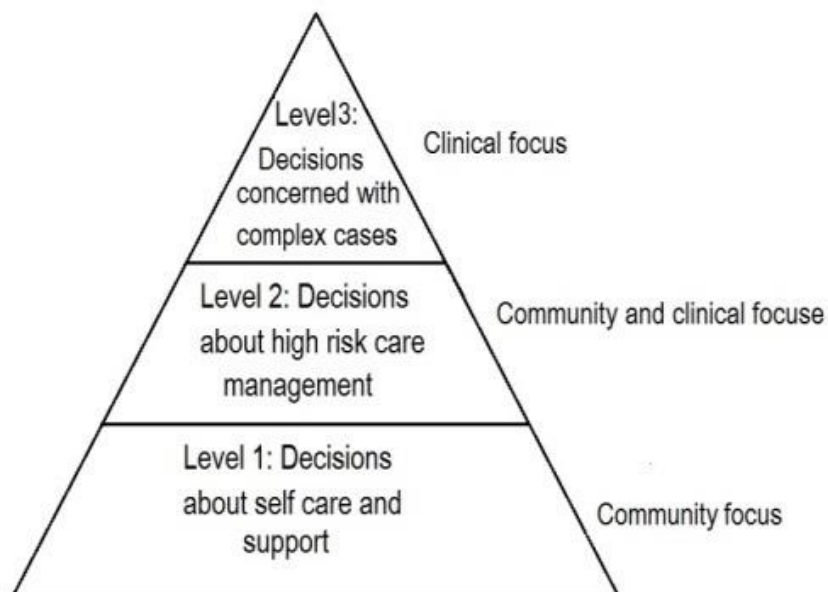 Level3:
Decisions
concerned with
complex cases
Clinical focus
Level 2: Decisions
about high risk care
management
Community and clinical focuse
Level 1: Decisions
about self care and
support
Community focus